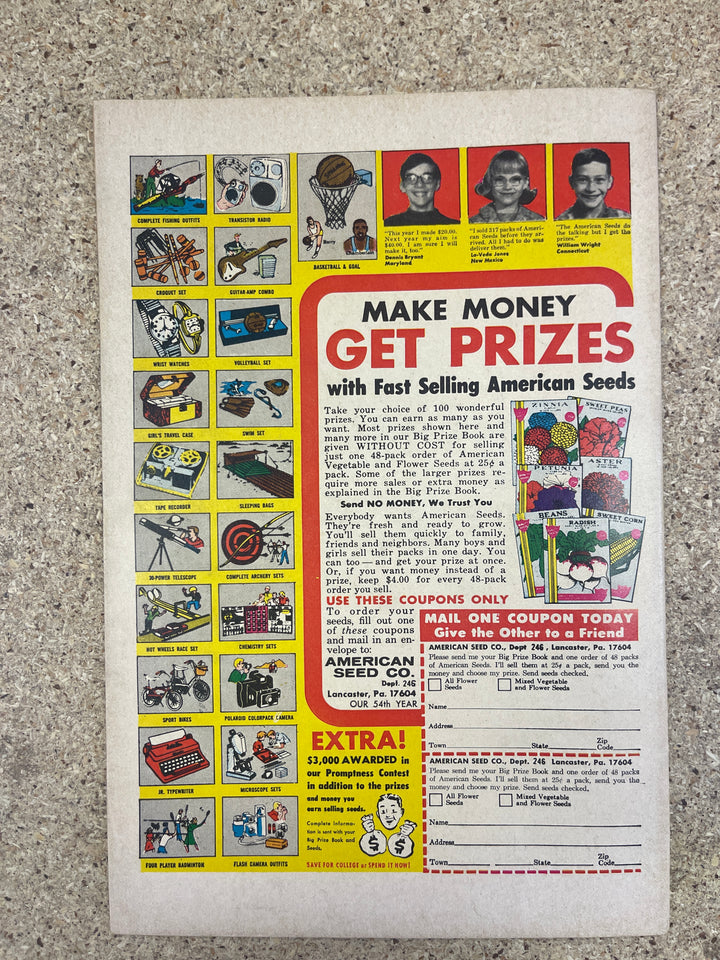 COMPLETE FISHING OUTFITS
TRANSISTOR RADIO
BASKETBALL & GOAL
CROQUET SET
GUITAR-AMP COMBO
WRIST WATCHES
VOLLEYBALL SET
GIRL'S TRAVEL CASE
SWIM SET
TAPE RECORDER
SLEEPING BAGS
30-POWER TELESCOPE
COMPLETE ARCHERY SETS
HOT WHEELS RACE SET
CHEMISTRY SETS
SPORT BIKES
POLAROID COLORPACK CAMERA
JR. TYPEWRITER
MICROSCOPE SETS
FOUR PLAYER BADMINTON
FLASH CAMERA OUTFITS
"This year I made $20.00.
Next year my aim is
$40.00. I am sure I will
make it, too."
Dennis Bryant
Maryland
"I sold 317 packs of Ameri-
can Seeds before they ar-
rived. All I had to do was
deliver them."
La-Veda Jones
New Mexico
"The American Seeds do
the talking but I get the
prizes."
William Wright
Connecticut
MAKE MONEY
GET PRIZES
with Fast Selling American Seeds
Take your choice of 100 wonderful
prizes. You can earn as many as you
want. Most prizes shown here and
many more in our Big Prize Book are
given WITHOUT COST for selling
just one 48-pack order of American
Vegetable and Flower Seeds at 25¢ a
pack. Some of the larger prizes re-
quire more sales or extra money as
explained in the Big Prize Book.
Send NO MONEY, We Trust You
Everybody wants American Seeds.
They're fresh and ready to grow.
You'll sell them quickly to family,
friends and neighbors. Many boys and
girls sell their packs in one day. You
can too — and get your prize at once.
Or, if you want money instead of a
prize, keep $4.00 for every 48-pack
order you sell.
ZINNIA
SWEET PEAS
PETUNIA
ASTER
BEANS
RADISH
SWEET CORN
USE THESE COUPONS ONLY
To order your
seeds, fill out one
of these coupons
and mail in an en-
velope to:
AMERICAN
SEED CO.
Dept. 246
Lancaster, Pa. 17604
OUR 54th YEAR
EXTRA!
$3,000 AWARDED in
our Promptness Contest
in addition to the prizes
and money you
earn selling seeds.
Complete Informa-
tion is sent with your
Big Prize Book and
Seeds.
$ $
SAVE FOR COLLEGE or SPEND IT NOW!
MAIL ONE COUPON TODAY
Give the Other to a Friend
AMERICAN SEED CO., Dept 246, Lancaster, Pa. 17604
Please send me your Big Prize Book and one order of 48 packs
of American Seeds. I'll sell them at 25¢ a pack, send you the
money and choose my prize. Send seeds checked.
All Flower Seeds
Mixed Vegetable and Flower Seeds
Name
Address
Town State Zip Code
AMERICAN SEED CO., Dept. 246 Lancaster, Pa. 17604
Please send me your Big Prize Book and one order of 48 packs
of American Seeds. I'll sell them at 25¢ a pack, send you the
money and choose my prize. Send seeds checked.
All Flower Seeds
Mixed Vegetable and Flower Seeds
Name
Address
Town State Zip Code